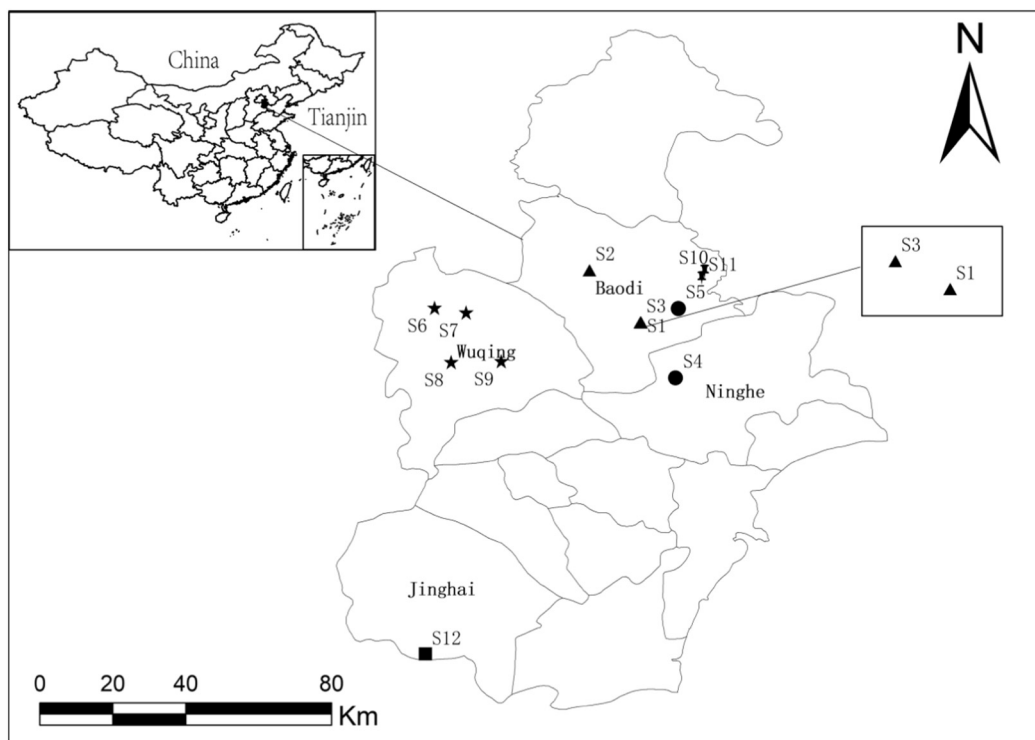 China
Tianjin
N
S2
S10
S11
Baodi
S5
S3
S1
S3
S1
S6
S7
Wuqing
S8
S9
S4
Ninghe
Jinghai
S12
0
20
40
80
Km